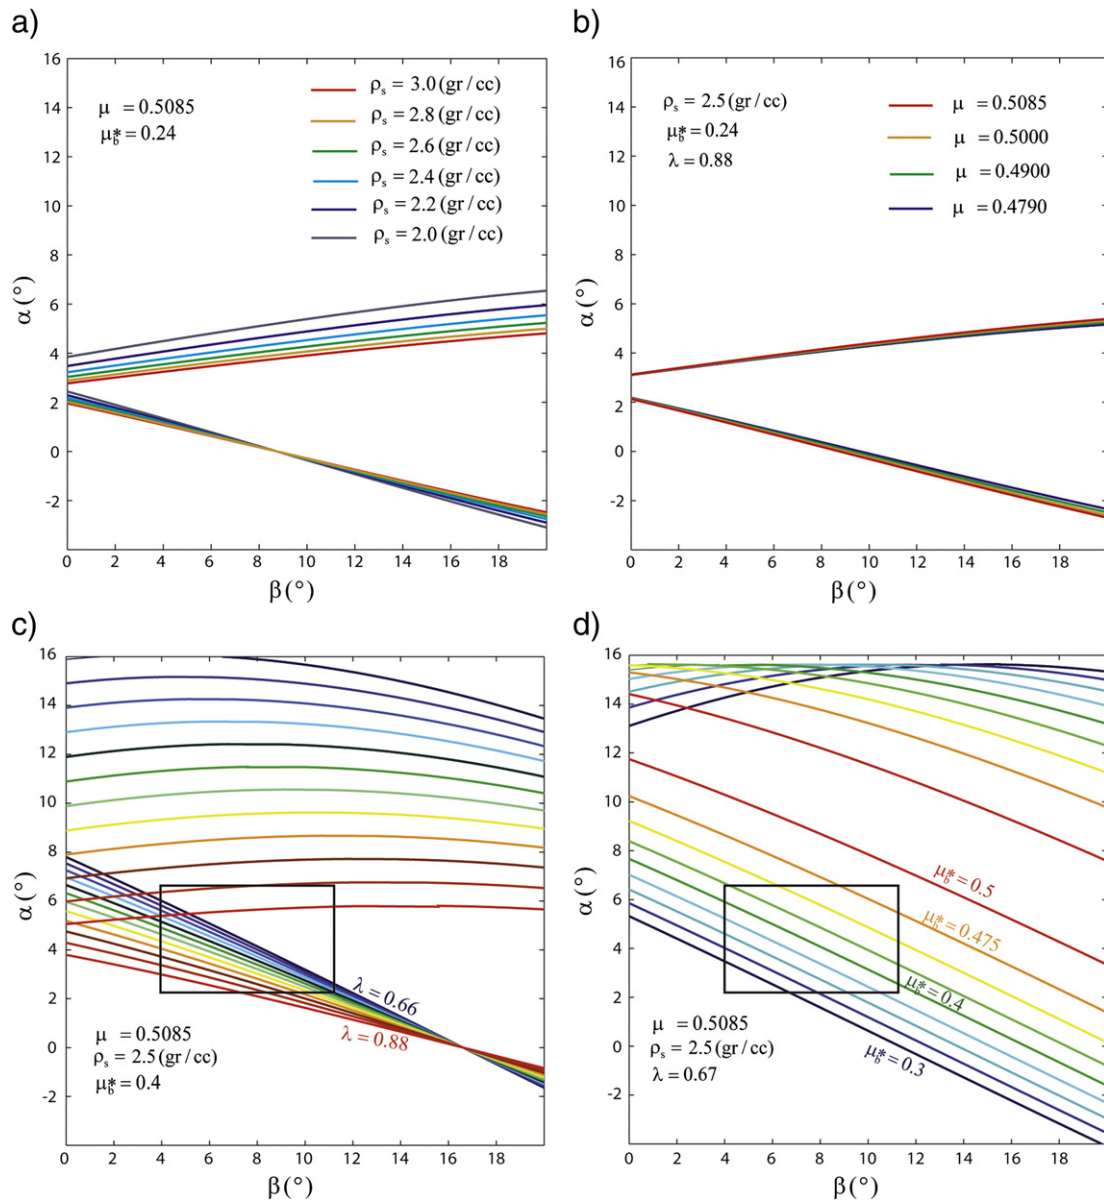 a)
16
14
12
10
8
6
4
2
0
-2
α(°)
μ = 0.5085
μ*b = 0.24
ρs = 3.0 (gr/cc)
ρs = 2.8 (gr/cc)
ρs = 2.6 (gr/cc)
ρs = 2.4 (gr/cc)
ρs = 2.2 (gr/cc)
ρs = 2.0 (gr/cc)
0 2 4 6 8 10 12 14 16 18
β(°)
b)
16
14
12
10
8
6
4
2
0
-2
α(°)
ρs = 2.5 (gr/cc)
μ*b = 0.24
λ = 0.88
μ = 0.5085
μ = 0.5000
μ = 0.4900
μ = 0.4790
0 2 4 6 8 10 12 14 16 18
β(°)
c)
16
14
12
10
8
6
4
2
0
-2
α(°)
λ = 0.66
λ = 0.88
μ = 0.5085
ρs = 2.5 (gr/cc)
μ*b = 0.4
0 2 4 6 8 10 12 14 16 18
β(°)
d)
16
14
12
10
8
6
4
2
0
-2
α(°)
μ*b = 0.5
μ*b = 0.475
μ*b = 0.4
μ*b = 0.3
μ = 0.5085
ρs = 2.5 (gr/cc)
λ = 0.67
0 2 4 6 8 10 12 14 16 18
β(°)